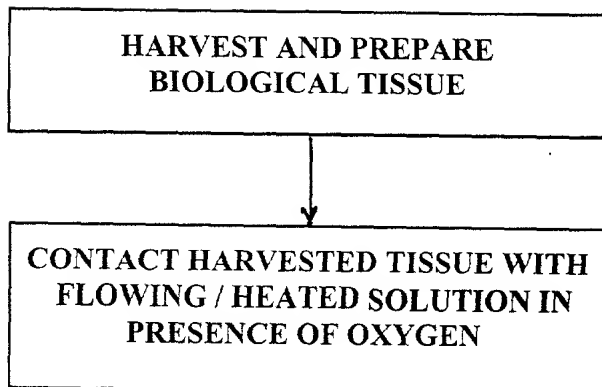 HARVEST AND PREPARE
BIOLOGICAL TISSUE
CONTACT HARVESTED TISSUE WITH
FLOWING / HEATED SOLUTION IN
PRESENCE OF OXYGEN